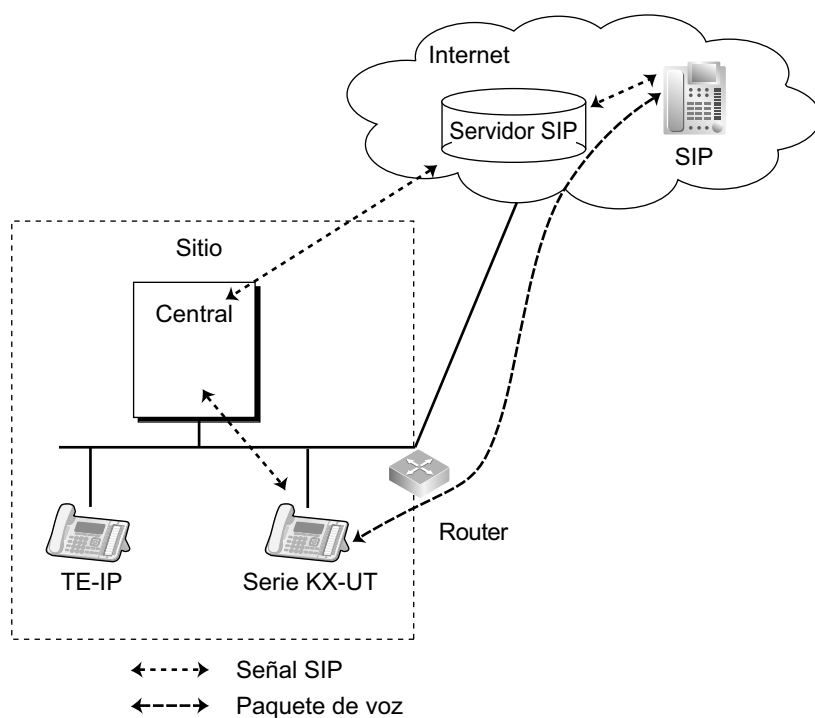 Internet
Servidor SIP
SIP
Sitio
Central
Router
TE-IP
Serie KX-UT
Señal SIP
Paquete de voz